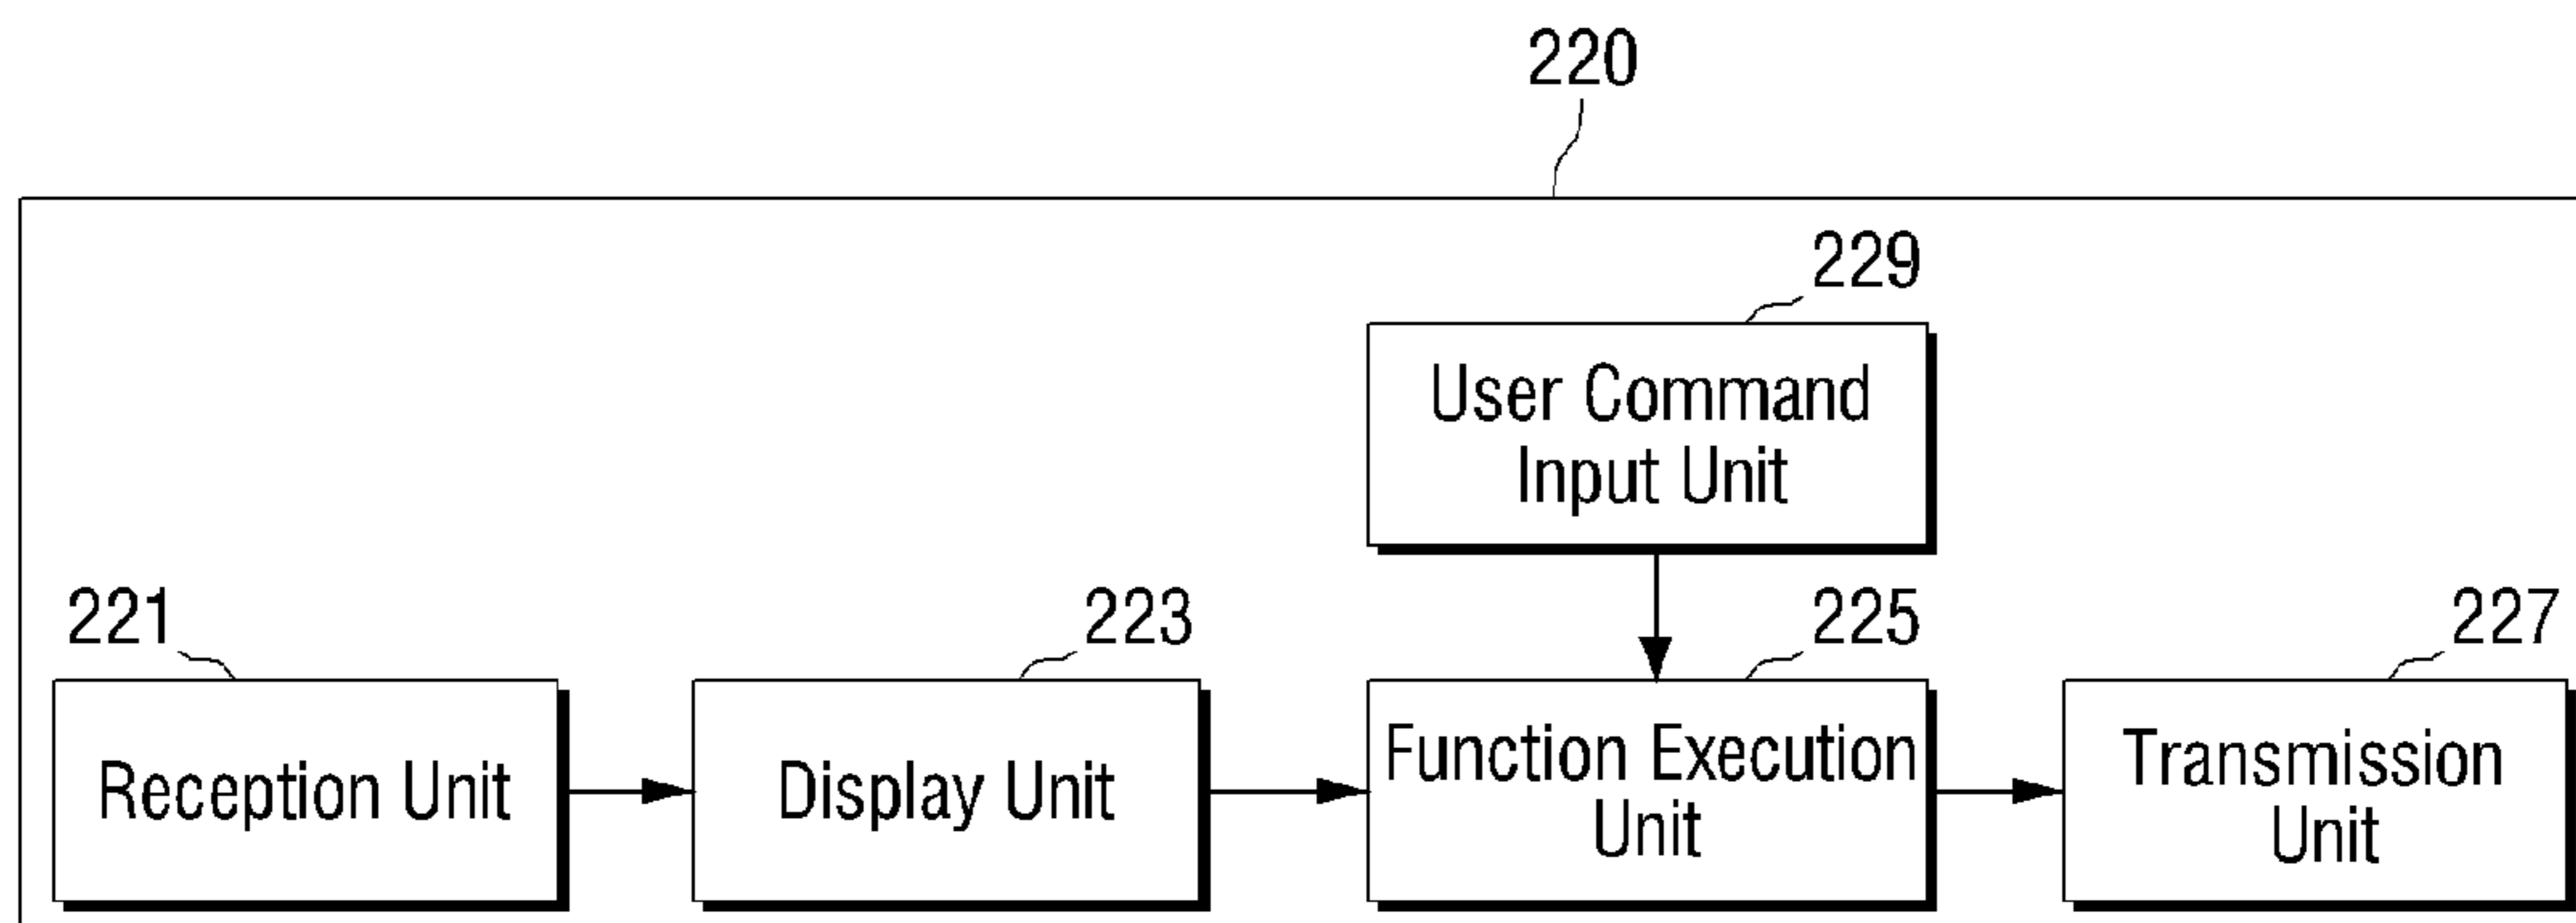 220
229
User Command
Input Unit
221
223
225
227
Reception Unit
Display Unit
Function Execution
Unit
Transmission
Unit